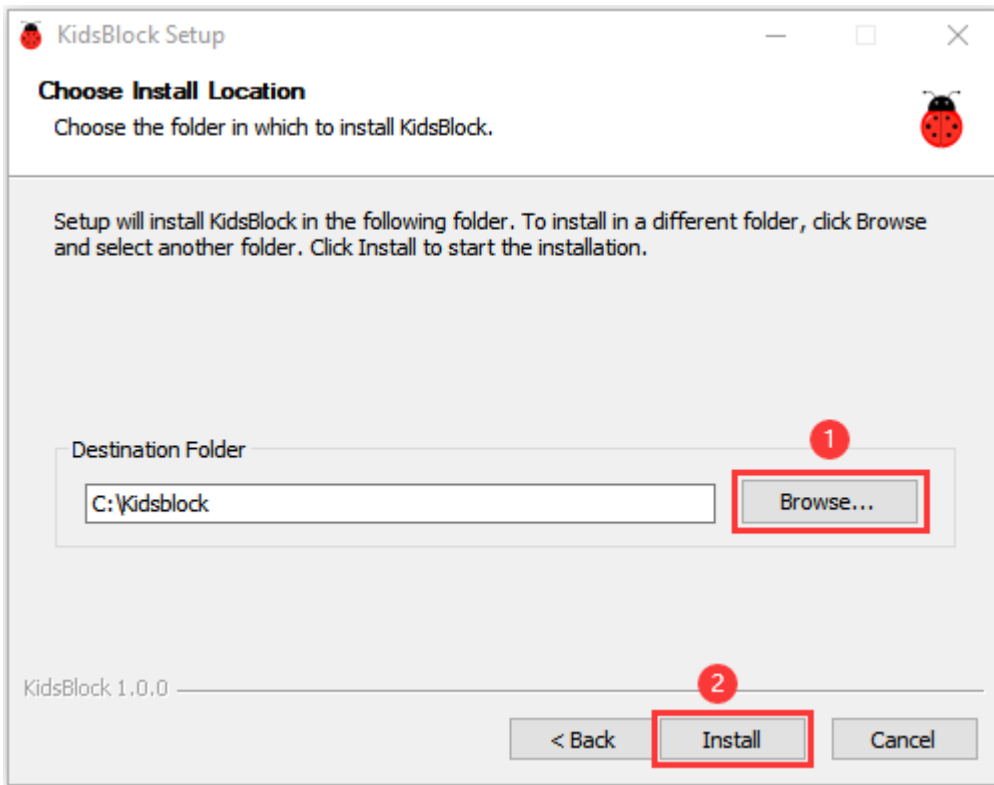 KidsBlock Setup
Choose Install Location
Choose the folder in which to install KidsBlock.
Setup will install KidsBlock in the following folder. To install in a different folder, click Browse
and select another folder. Click Install to start the installation.
Destination Folder
1
C:\Kidsblock
Browse...
KidsBlock 1.0.0
2
< Back
Install
Cancel